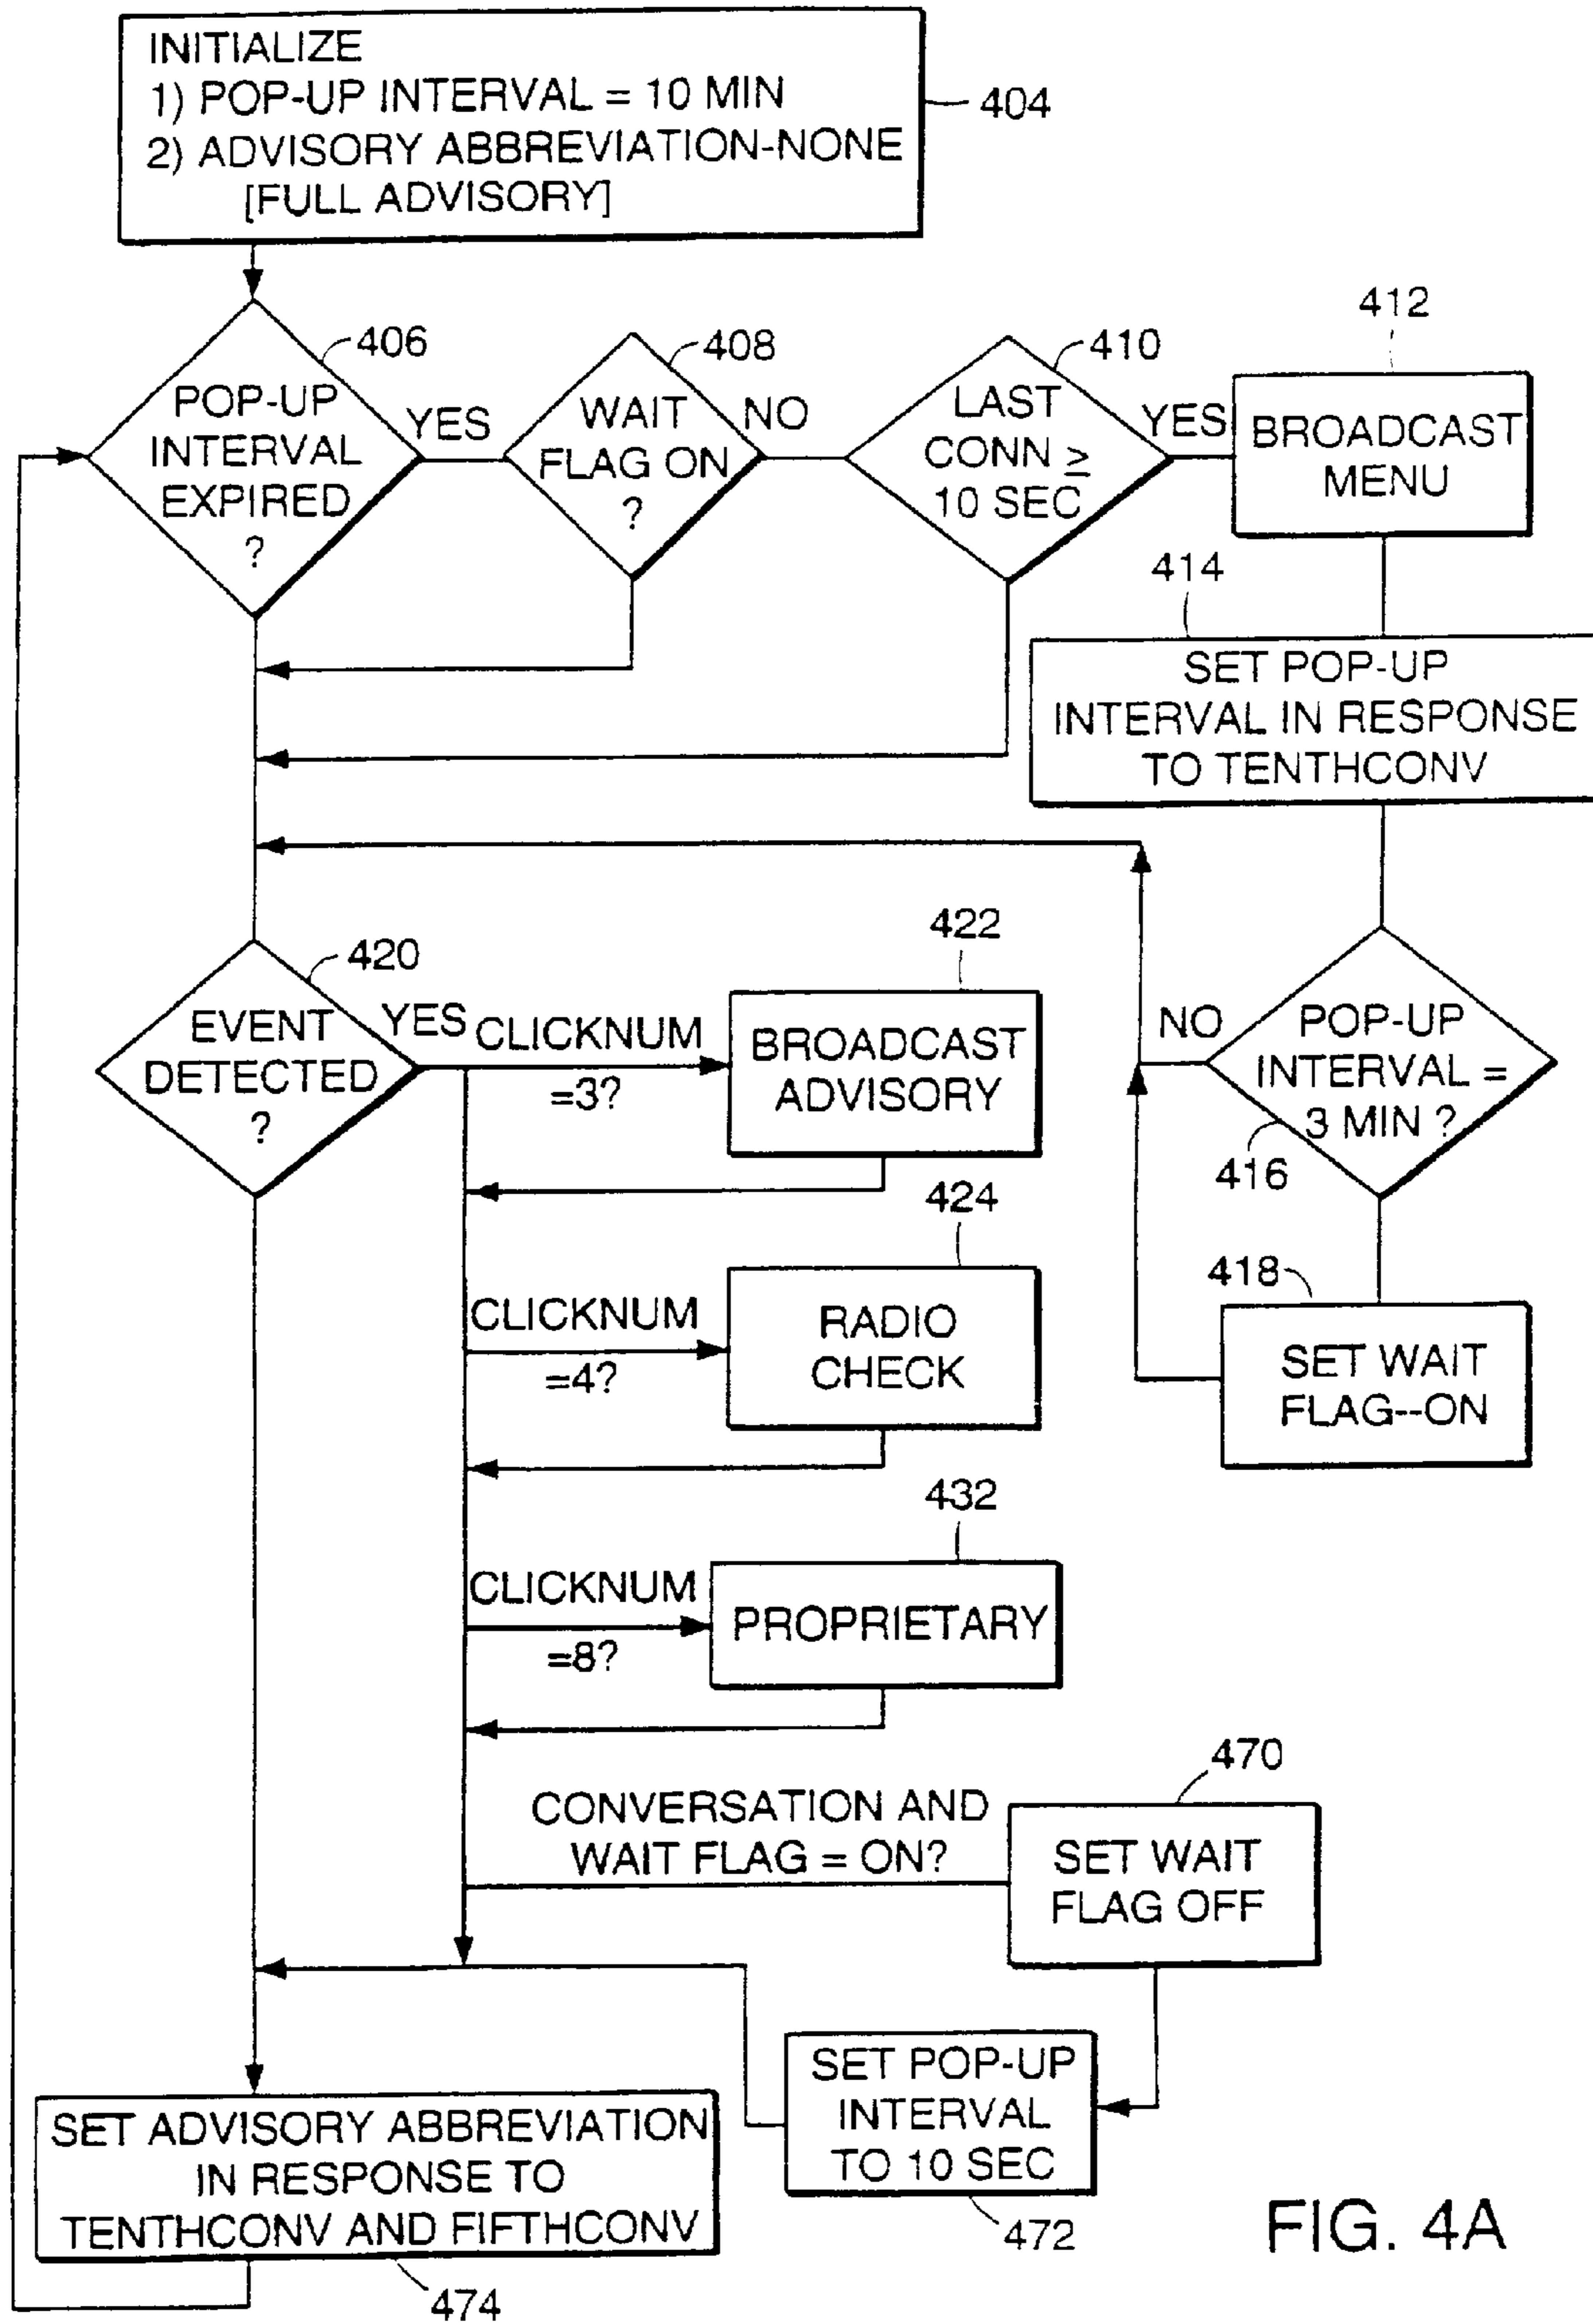 INITIALIZE
1) POP-UP INTERVAL = 10 MIN
2) ADVISORY ABBREVIATION-NONE
[FULL ADVISORY]
404
406
POP-UP
INTERVAL
EXPIRED
?
YES
408
WAIT
FLAG ON
?
NO
410
LAST
CONN ≥
10 SEC
YES
412
BROADCAST
MENU
414
SET POP-UP
INTERVAL IN RESPONSE
TO TENTHCONV
POP-UP
INTERVAL =
3 MIN ?
NO
416
418
SET WAIT
FLAG--ON
420
EVENT
DETECTED
?
YES
CLICKNUM
=3?
422
BROADCAST
ADVISORY
424
CLICKNUM
=4?
RADIO
CHECK
432
CLICKNUM
=8?
PROPRIETARY
470
CONVERSATION AND
WAIT FLAG = ON?
SET WAIT
FLAG OFF
SET POP-UP
INTERVAL
TO 10 SEC
472
SET ADVISORY ABBREVIATION
IN RESPONSE TO
TENTHCONV AND FIFTHCONV
474
FIG. 4A